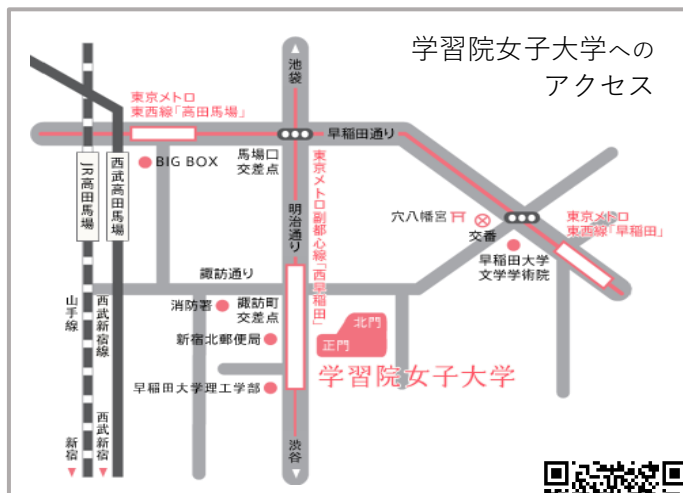 学習院女子大学への
アクセス
池袋
東京メトロ
東西線「高田馬場」
早稲田通り
BIG BOX
馬場口
交差点
JR高田馬場
西武高田馬場
明治通り
東京メトロ副都心線「西早稲田」
穴八幡宮
交番
東京メトロ
東西線「早稲田」
早稲田大学
文学学術院
諏訪通り
消防署
諏訪町
交差点
山手線
西武新宿線
新宿北郵便局
北門
正門
学習院女子大学
早稲田大学理工学部
新宿
西武新宿
渋谷